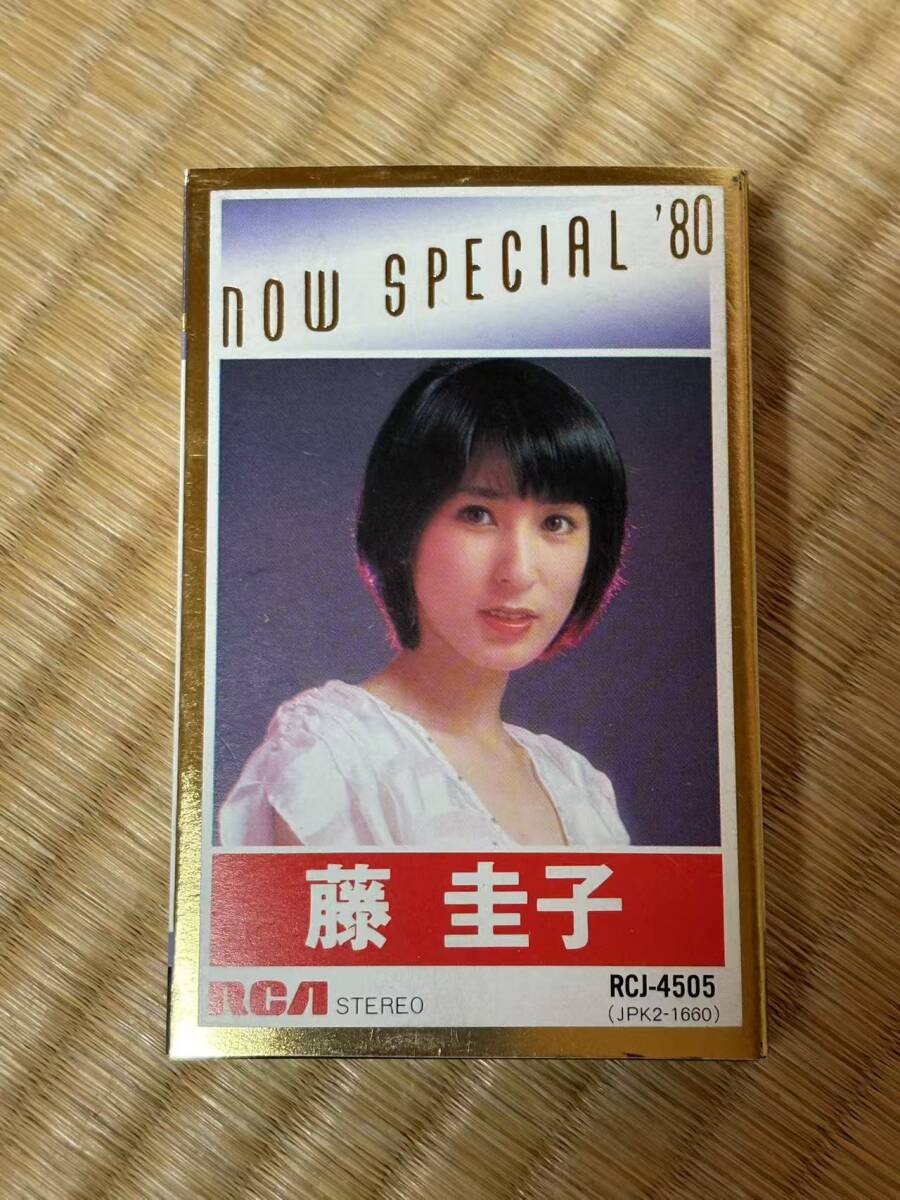 NOW SPECIAL '80
藤 圭子
RCA STEREO
RCJ-4505
(JPK2-1660)